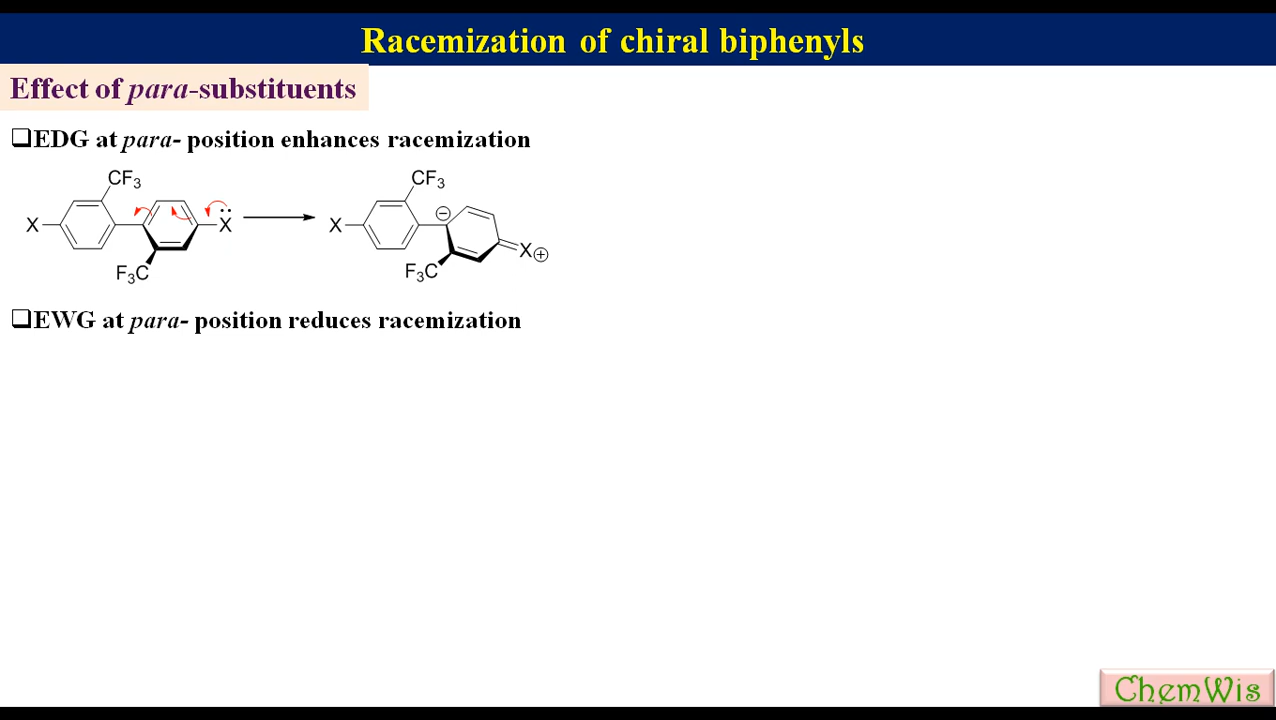 Racemization of chiral biphenyls
Effect of para-substituents
❑EDG at para- position enhances racemization
CF3
X
X
F3C
CF3
X
⊖
X⊕
F3C
❑EWG at para- position reduces racemization
ChemWis